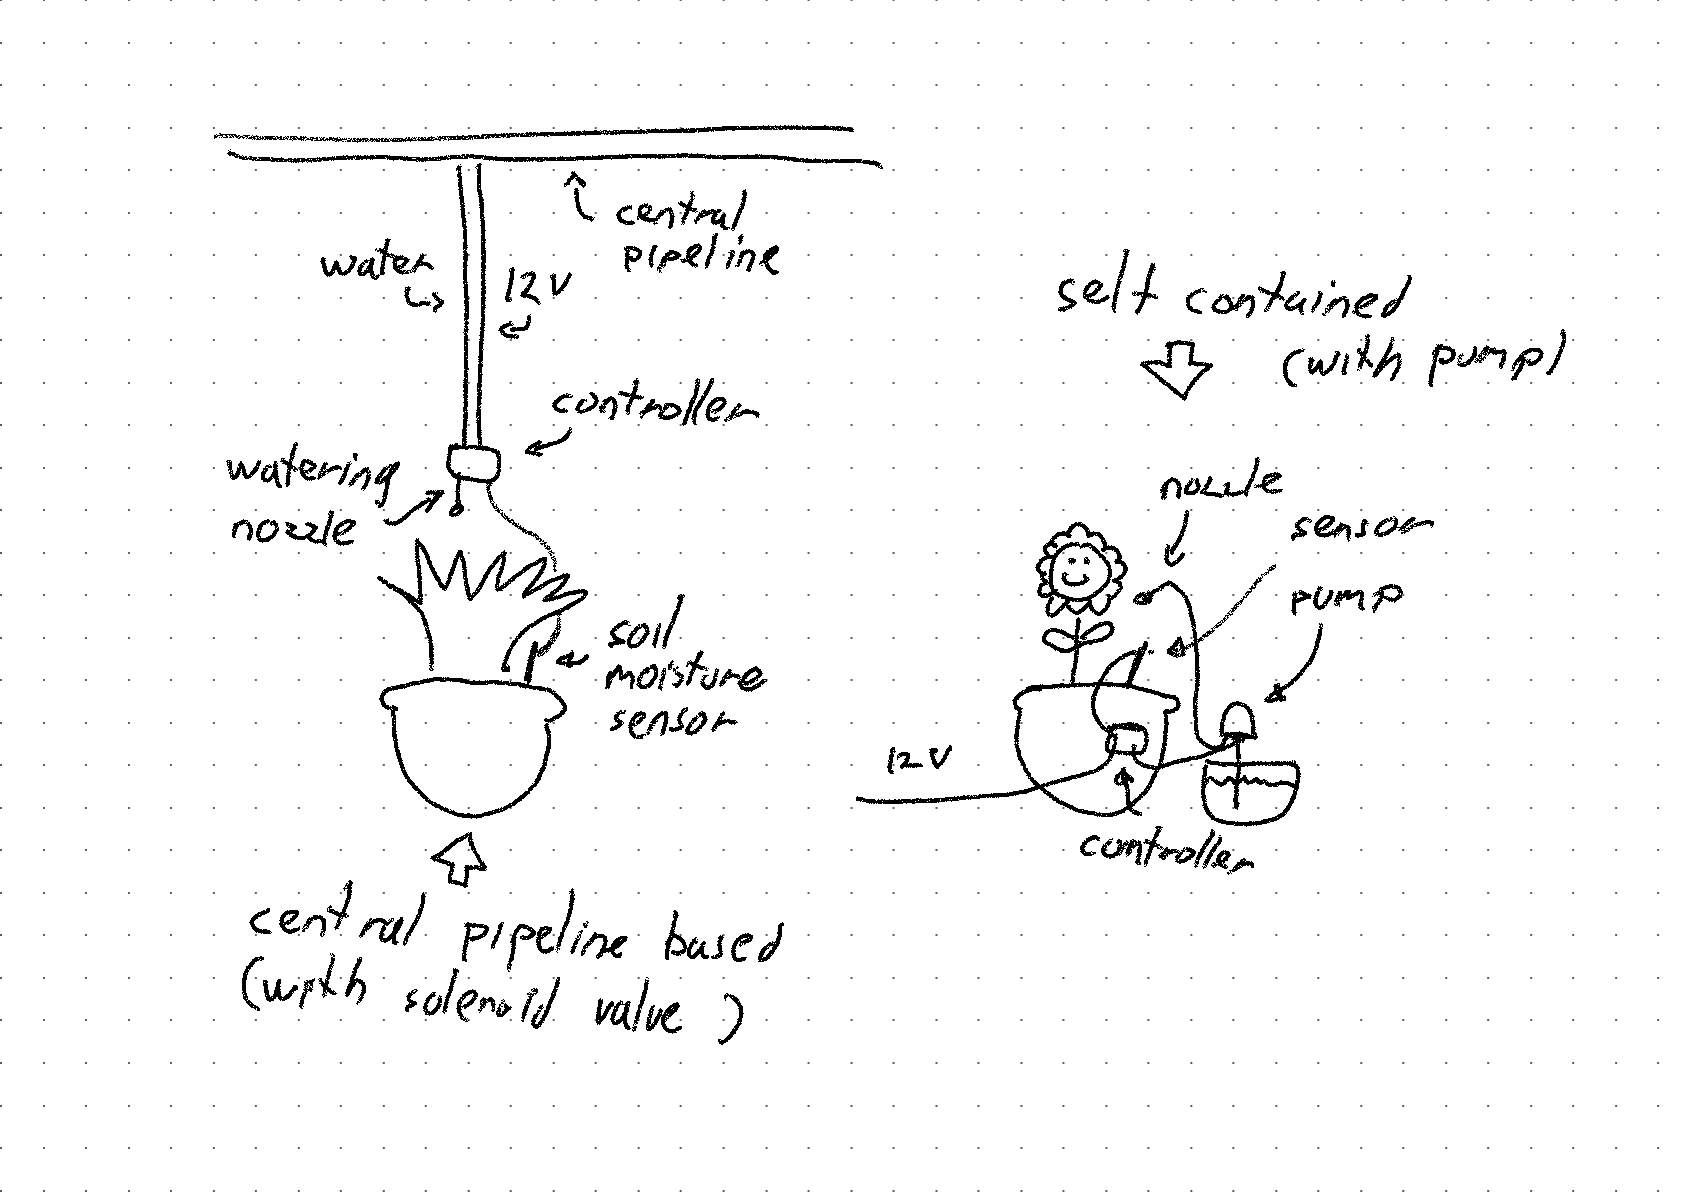 central
pipeline
water
12V
controller
watering
nozzle
soil
moisture
sensor
central pipeline based
(with solenoid valve)
self contained
(with pump)
nozzle
sensor
pump
12V
controller